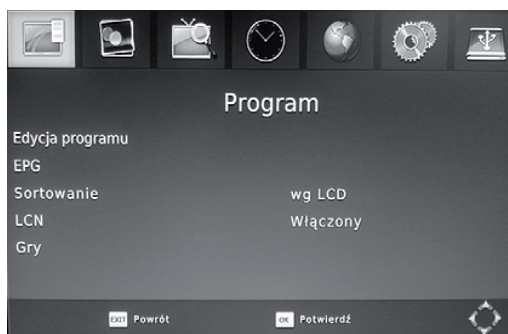 Program
Edycja programu
EPG
Sortowanie wg LCD
LCN Włączony
Gry
EXIT Powrót OK Potwierdź